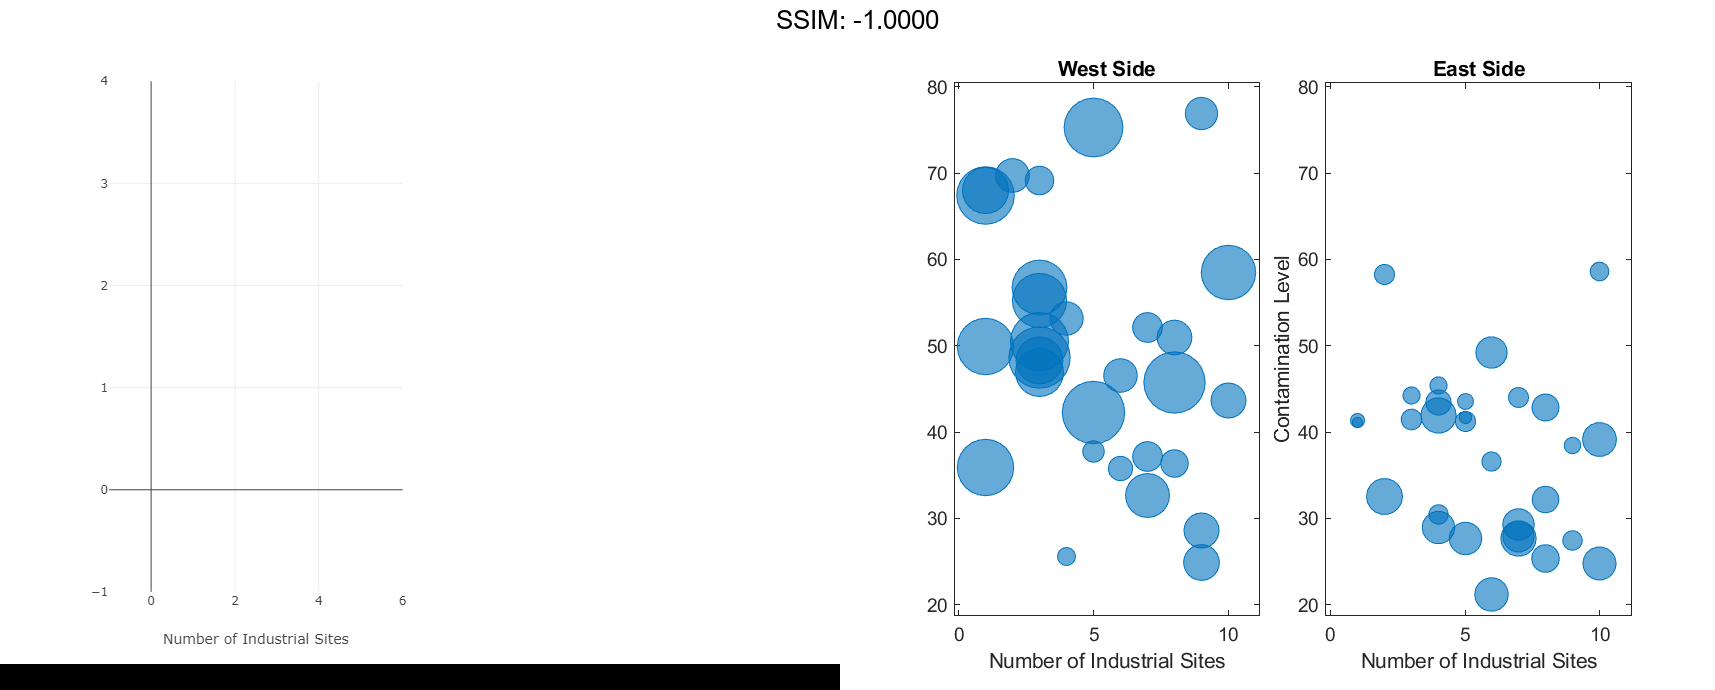 SSIM: -1.0000
4
3
2
1
0
−1
0 2 4 6
Number of Industrial Sites
West Side
80
70
60
50
40
30
20
0 5 10
Number of Industrial Sites
East Side
Contamination Level
80
70
60
50
40
30
20
0 5 10
Number of Industrial Sites